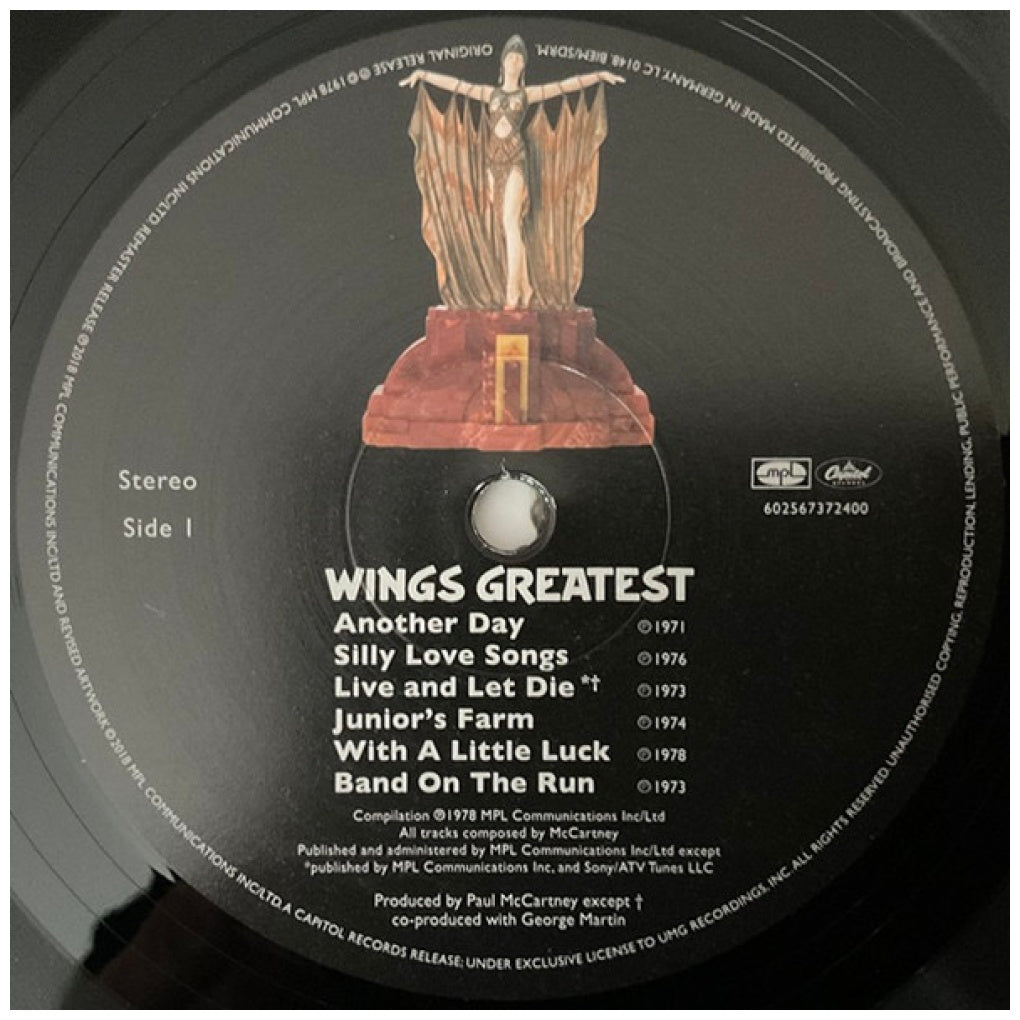 ORIGINAL RELEASE ℗©1978 MPL COMMUNICATIONS INC/LTD. REMASTER RELEASE ℗2018 MPL COMMUNICATIONS INC/LTD AND REVISED ARTWORK ©2018 MPL COMMUNICATIONS INC/LTD. A CAPITOL RECORDS RELEASE; UNDER EXCLUSIVE LICENSE TO UMG RECORDINGS, INC. ALL RIGHTS RESERVED. UNAUTHORISED COPYING, REPRODUCTION, LENDING, PUBLIC PERFORMANCE AND BROADCASTING PROHIBITED MADE IN GERMANY. LC 0148. BIEM/SDRM.
Stereo
Side 1
mpl Capitol
RECORDS
602567372400
WINGS GREATEST
Another Day ℗1971
Silly Love Songs ℗1976
Live and Let Die *† ℗1973
Junior's Farm ℗1974
With A Little Luck ℗1978
Band On The Run ℗1973
Compilation ℗1978 MPL Communications Inc/Ltd
All tracks composed by McCartney
Published and administered by MPL Communications Inc/Ltd except
*published by MPL Communications Inc. and Sony/ATV Tunes LLC
Produced by Paul McCartney except †
co-produced with George Martin